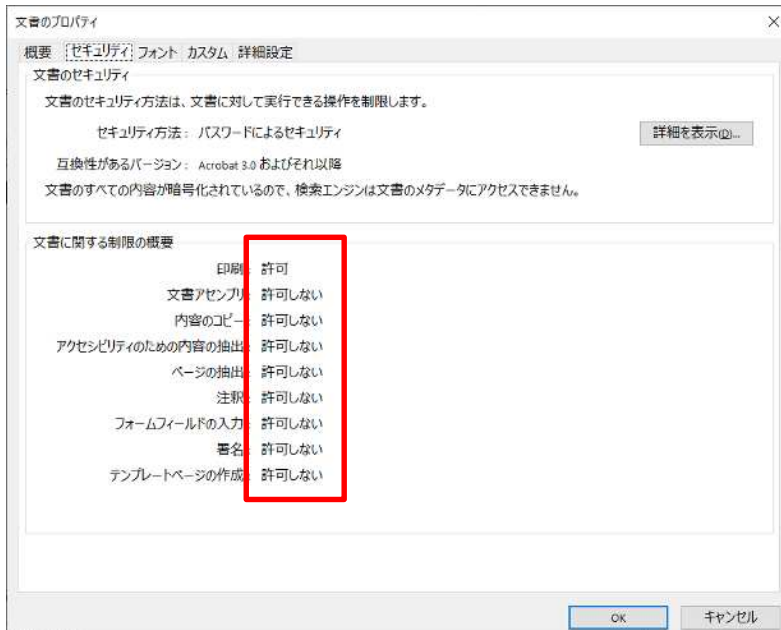 文書のプロパティ
概要 セキュリティ フォント カスタム 詳細設定
文書のセキュリティ
文書のセキュリティ方法は、文書に対して実行できる操作を制限します。
セキュリティ方法： パスワードによるセキュリティ 詳細を表示(D)...
互換性があるバージョン： Acrobat 3.0 およびそれ以降
文書のすべての内容が暗号化されているので、検索エンジンは文書のメタデータにアクセスできません。
文書に関する制限の概要
印刷： 許可
文書アセンブリ： 許可しない
内容のコピー： 許可しない
アクセシビリティのための内容の抽出： 許可しない
ページの抽出： 許可しない
注釈： 許可しない
フォームフィールドの入力： 許可しない
署名： 許可しない
テンプレートページの作成： 許可しない
OK キャンセル